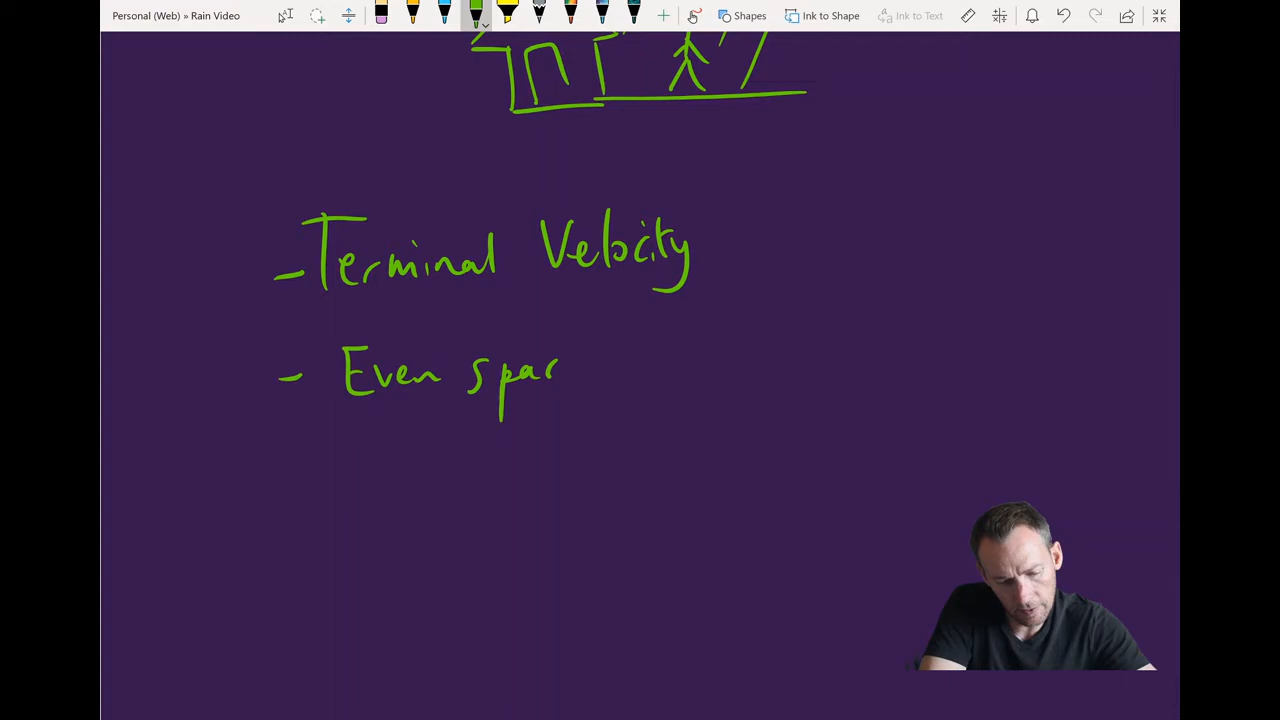 Personal (Web) » Rain Video
Shapes
Ink to Shape
Ink to Text
- Terminal Velocity
- Even spac